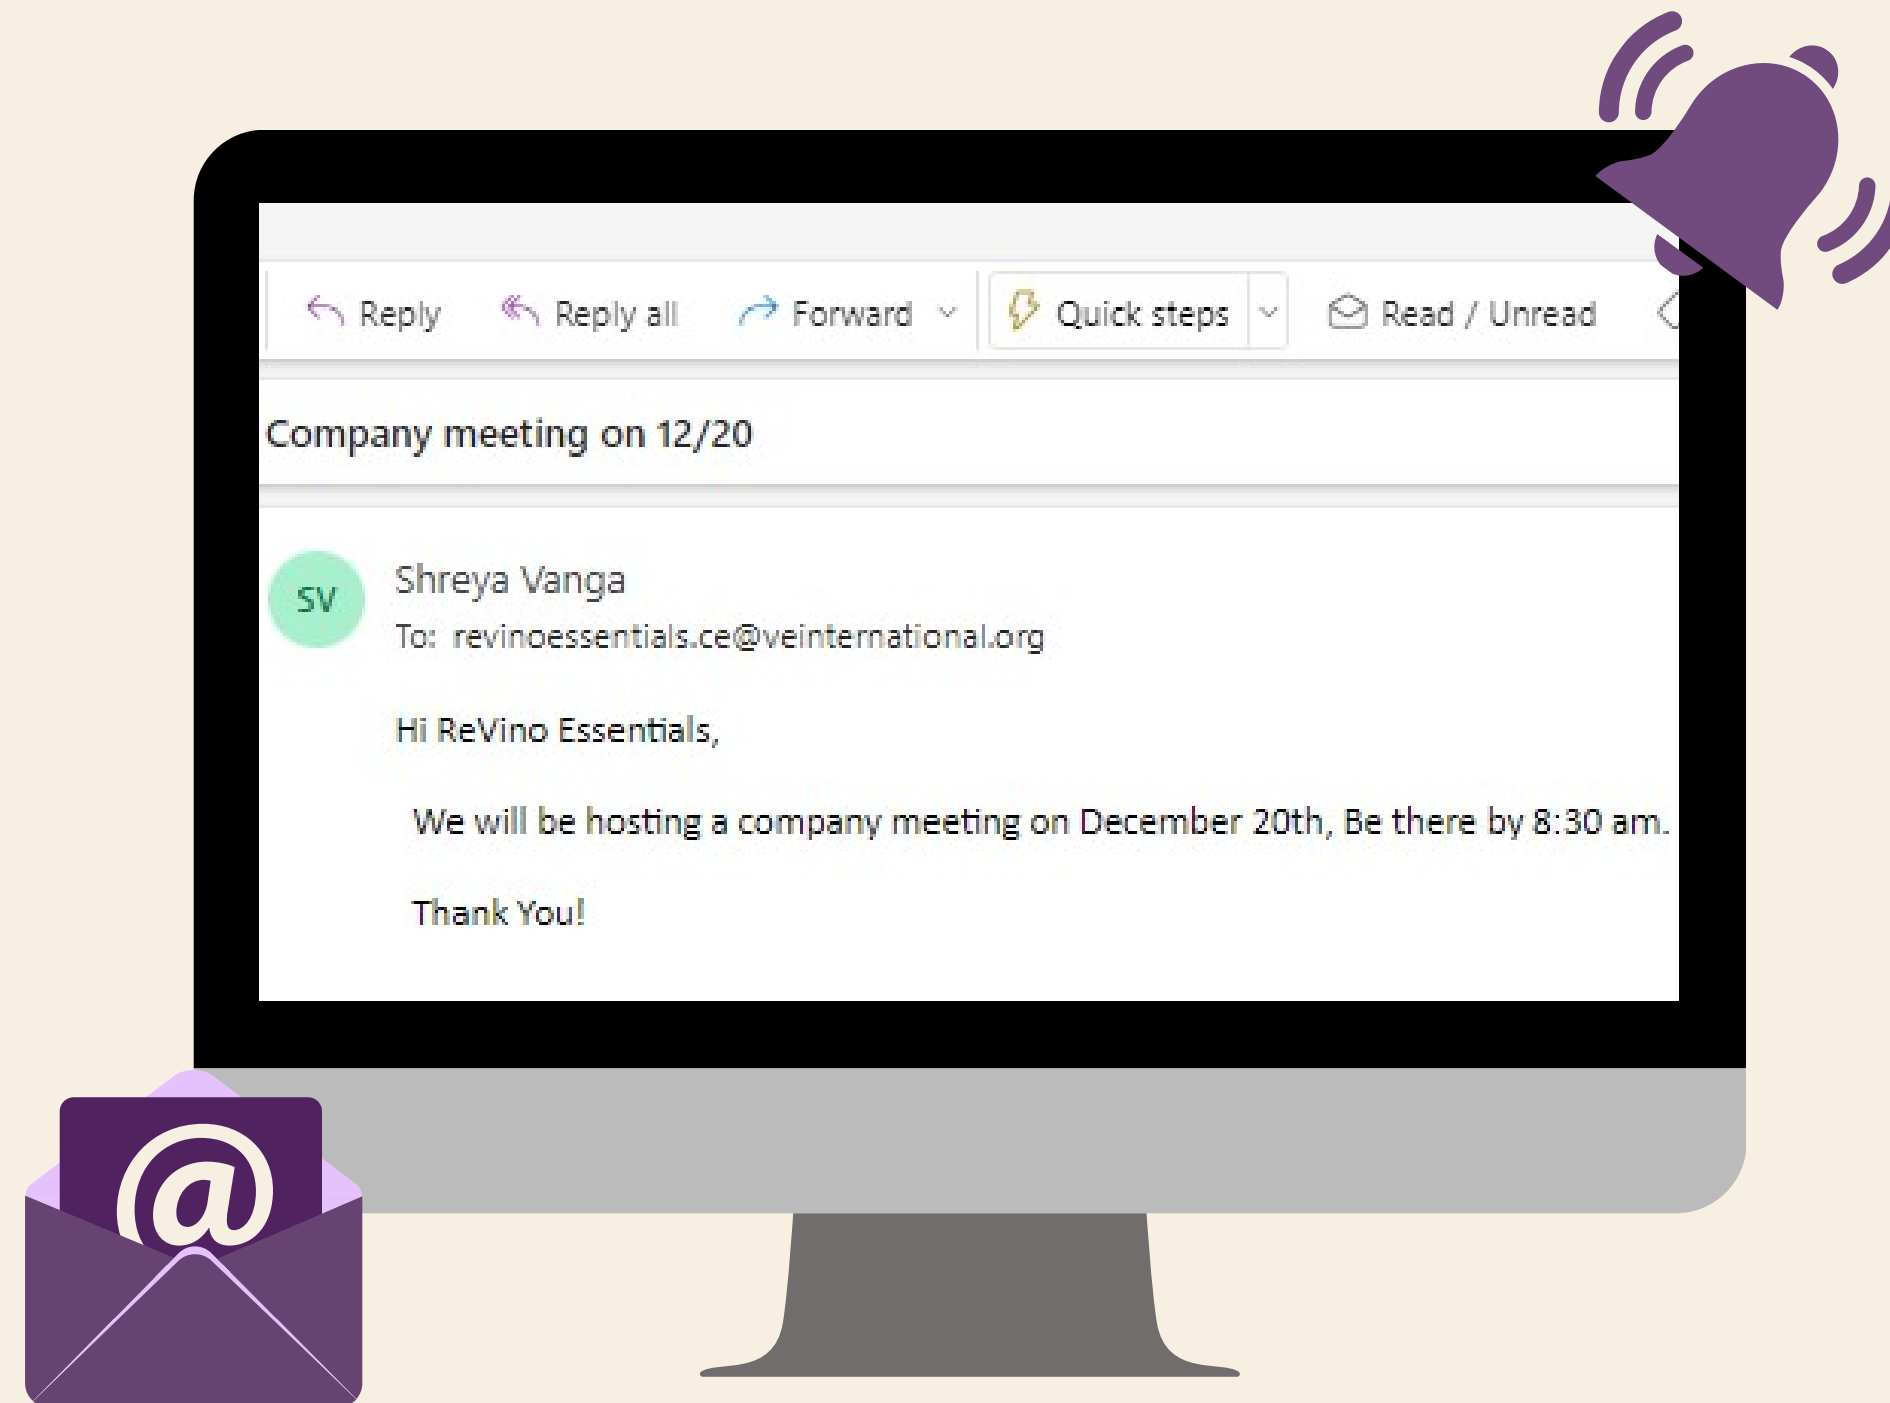 Reply Reply all Forward Quick steps Read / Unread
Company meeting on 12/20
SV
Shreya Vanga
To: revinoessentials.ce@veinternational.org
Hi ReVino Essentials,
We will be hosting a company meeting on December 20th, Be there by 8:30 am.
Thank You!
@